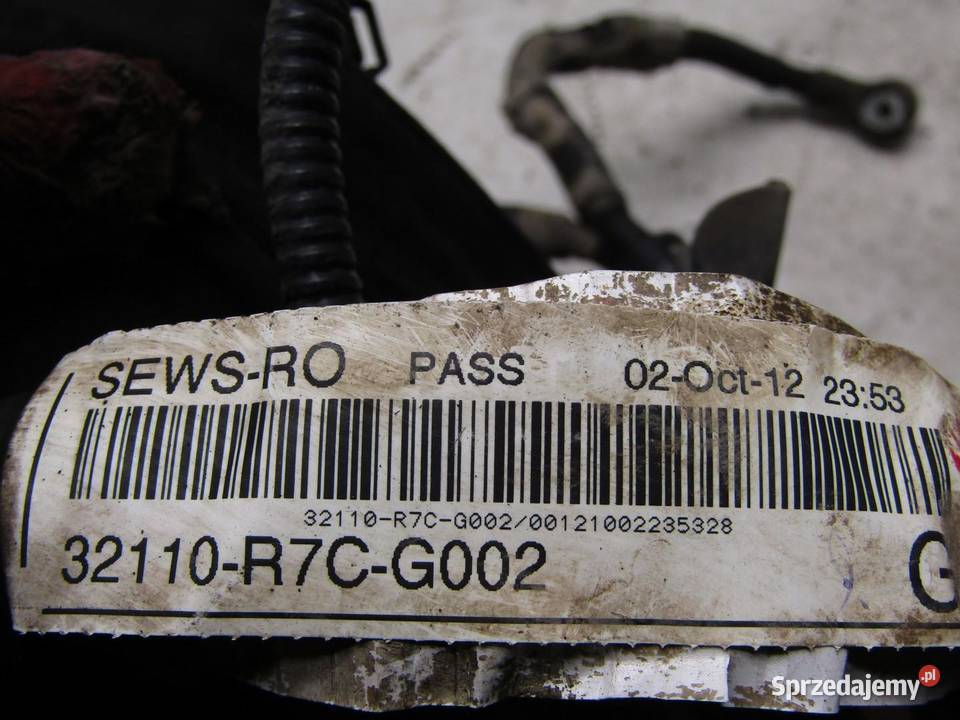 SEWS-RO PASS 02-Oct-12 23:53
32110-R7C-G002/00121002235328
32110-R7C-G002 G
Sprzedajemy.pl